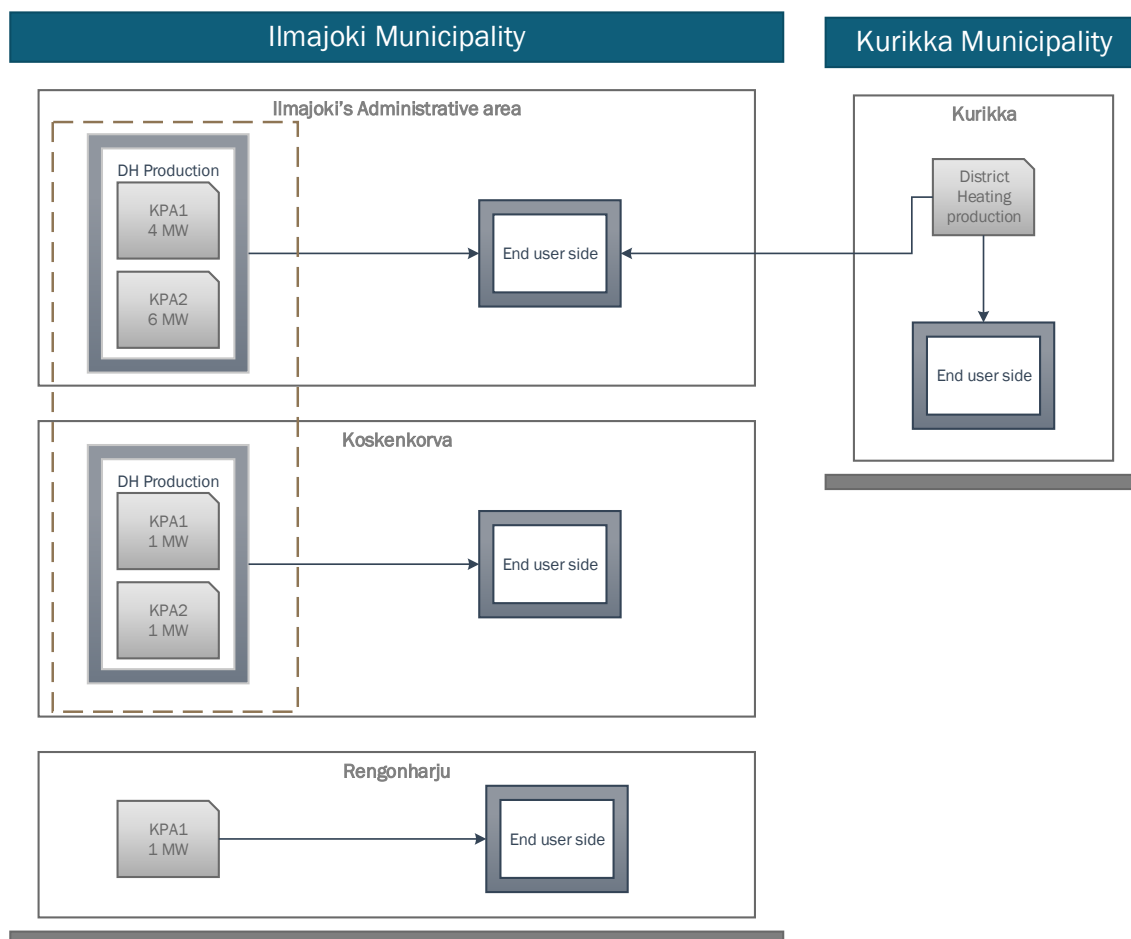 Ilmajoki Municipality
Ilmajoki's Administrative area
DH Production
KPA1
4 MW
KPA2
6 MW
End user side
Koskenkorva
DH Production
KPA1
1 MW
KPA2
1 MW
End user side
Rengonharju
KPA1
1 MW
End user side
Kurikka Municipality
Kurikka
District
Heating
production
End user side